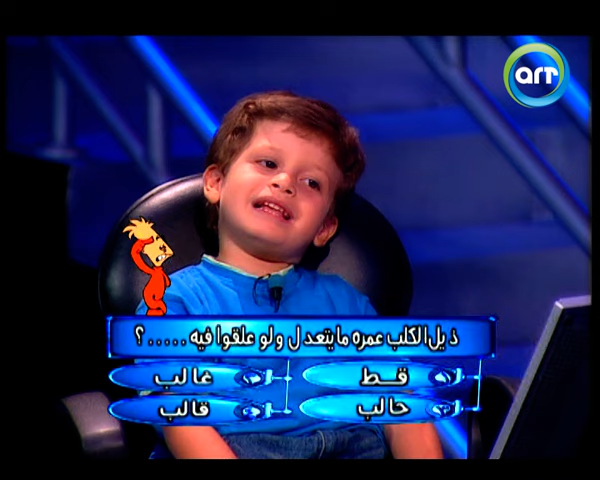 art
ذيل الكلب عمره ما يتعدل ولو علقوا فيه .....؟
قط
غالب
حالب
قالب